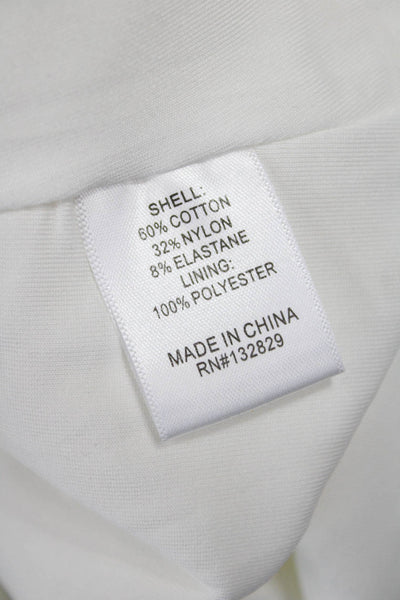 SHELL:
60% COTTON
32% NYLON
8% ELASTANE
LINING:
100% POLYESTER
MADE IN CHINA
RN#132829